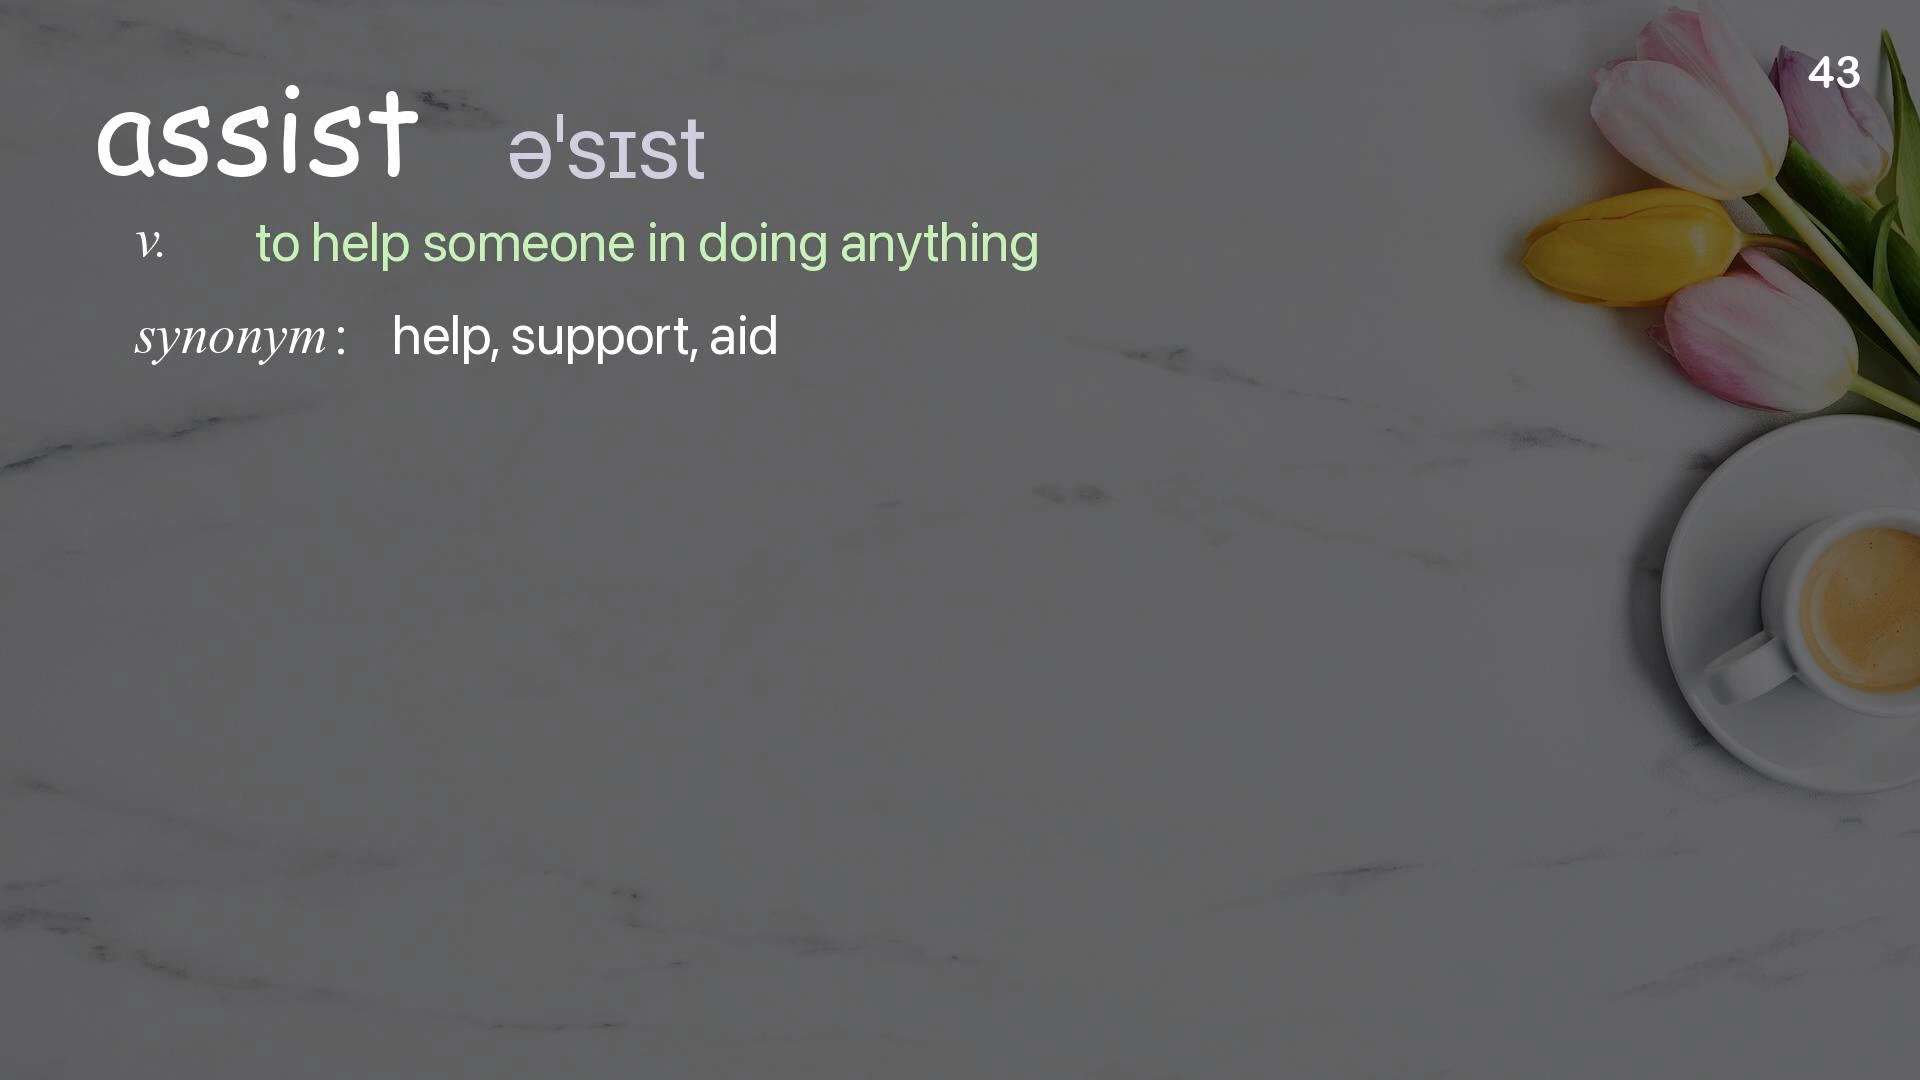 43
assist əˈsɪst
v. to help someone in doing anything
synonym : help, support, aid